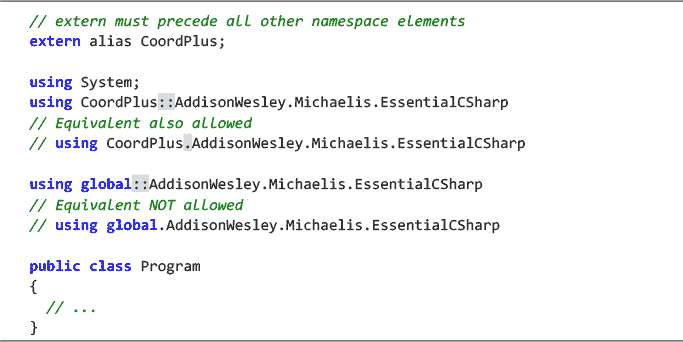 // extern must precede all other namespace elements
extern alias CoordPlus;
using System;
using CoordPlus::AddisonWesley.Michaelis.EssentialCSharp
// Equivalent also allowed
// using CoordPlus.AddisonWesley.Michaelis.EssentialCSharp
using global::AddisonWesley.Michaelis.EssentialCSharp
// Equivalent NOT allowed
// using global.AddisonWesley.Michaelis.EssentialCSharp
public class Program
{
// ...
}